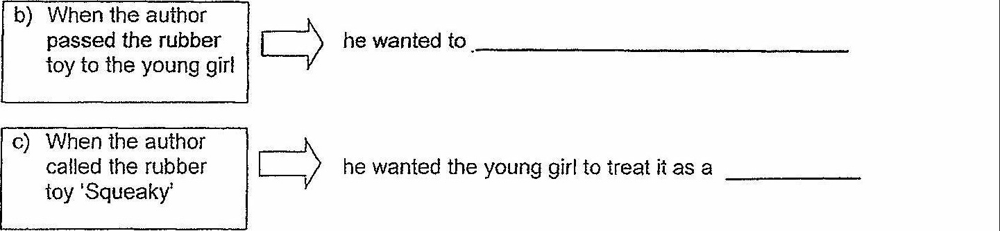 b) When the author
passed the rubber
toy to the young girl
he wanted to ____________________
c) When the author
called the rubber
toy 'Squeaky'
he wanted the young girl to treat it as a __________